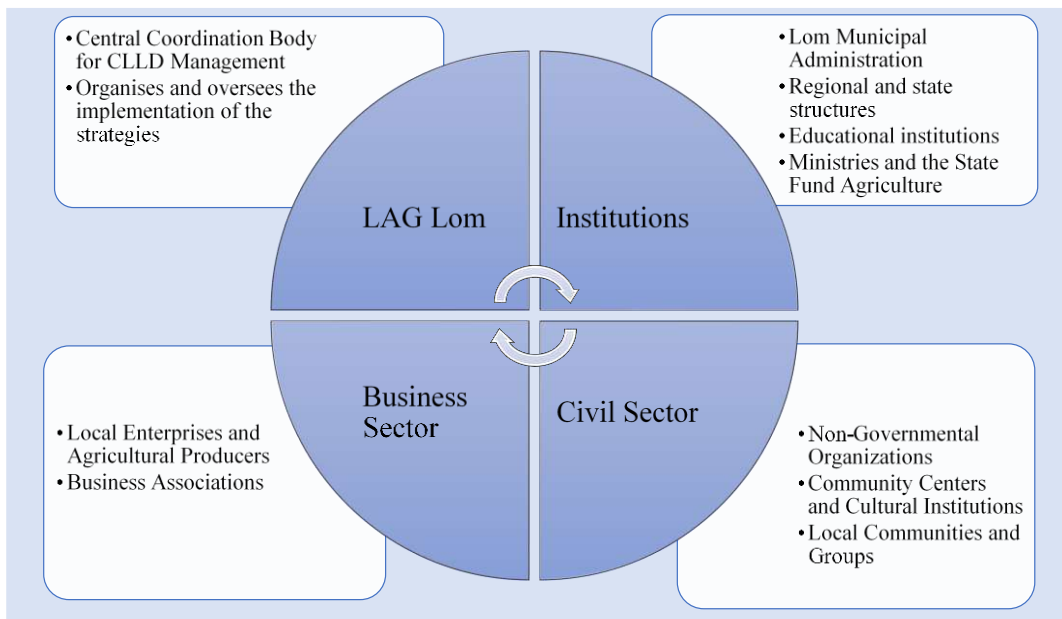 • Central Coordination Body
for CLLD Management
• Organises and oversees the
implementation of the
strategies
LAG Lom
• Lom Municipal
Administration
• Regional and state
structures
• Educational institutions
• Ministries and the State
Fund Agriculture
Institutions
• Local Enterprises and
Agricultural Producers
• Business Associations
Business
Sector
Civil Sector
• Non-Governmental
Organizations
• Community Centers
and Cultural Institutions
• Local Communities and
Groups